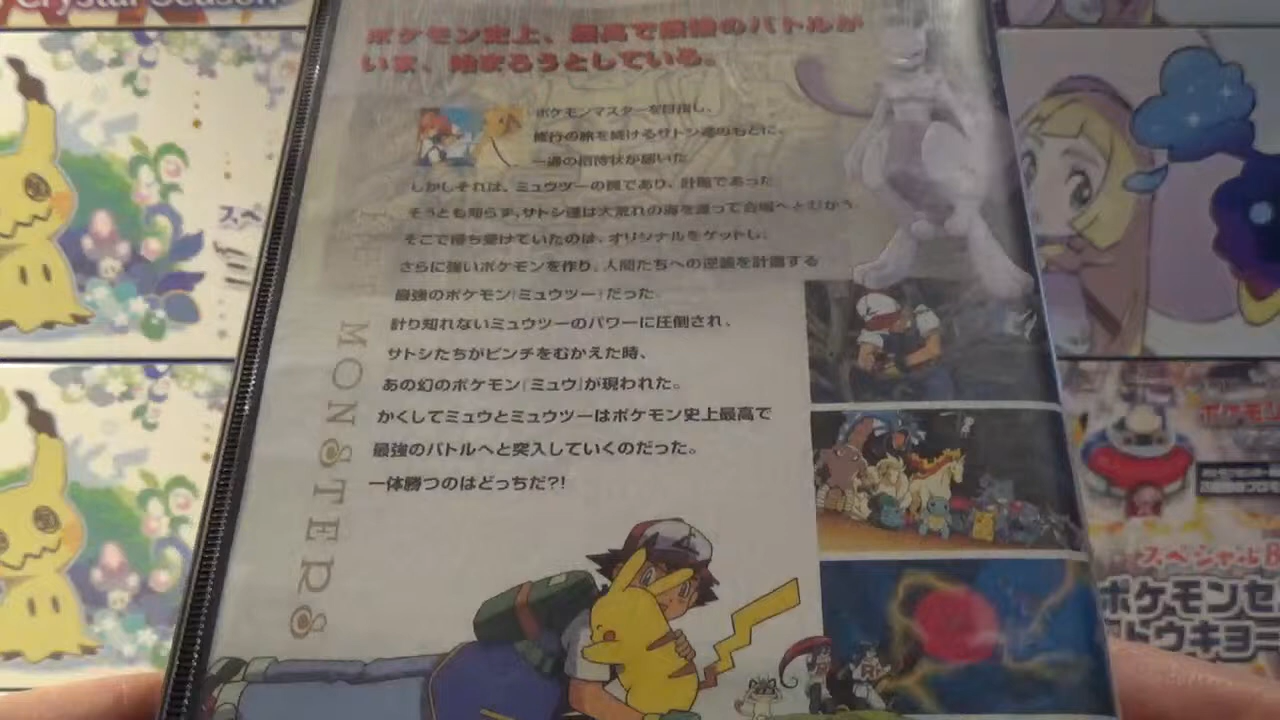 Crystal Season
ポケモン史上、最高で最強のバトルが
いま、始まろうとしている。
ポケモンマスターを目指し、
修行の旅を続けるサトシ達のもとに、
一通の招待状が届いた
しかしそれは、ミュウツーの罠であり、計略であった
そうとも知らず、サトシ達は大荒れの海を渡って会場へとむかう
そこで待ち受けていたのは、オリジナルをゲットし、
さらに強いポケモンを作り、人間たちへの逆襲を計画する
最強のポケモン「ミュウツー」だった
計り知れないミュウツーのパワーに圧倒され、
サトシたちがピンチをむかえた時、
あの幻のポケモン「ミュウ」が現われた。
かくしてミュウとミュウツーはポケモン史上最高で
最強のバトルへと突入していくのだった。
一体勝つのはどっちだ?!
MONSTERS
スペ
ポケモン
スペシャルB
ポケモンセ
トウキョー